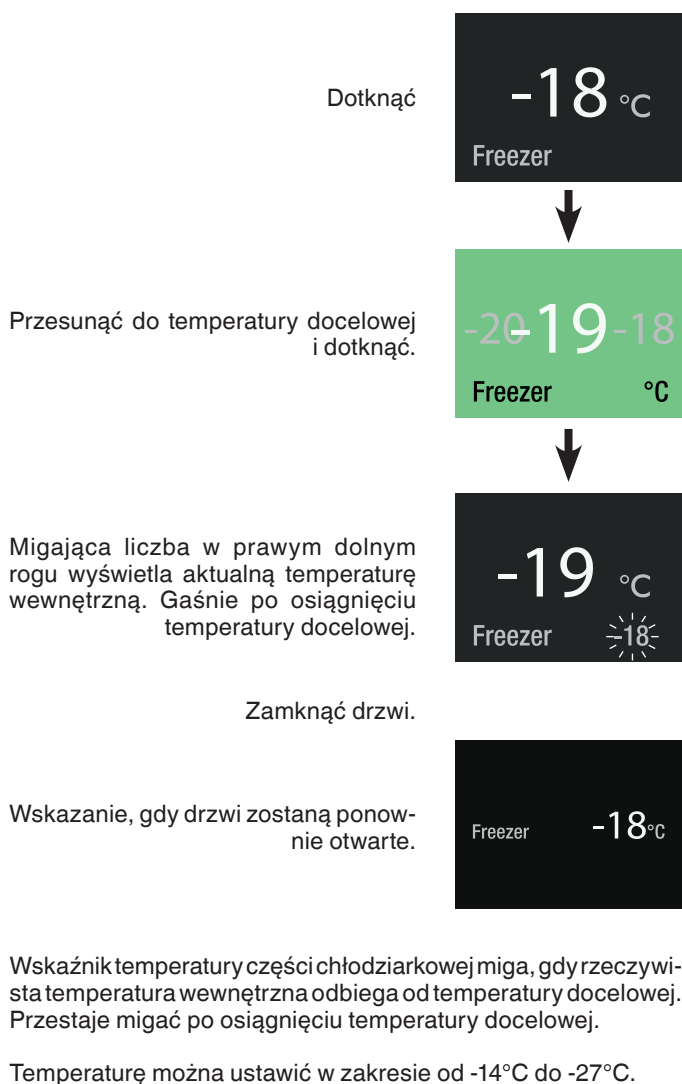 Dotknąć
-18 °C
Freezer
Przesunąć do temperatury docelowej
i dotknąć.
-20 -19 -18
Freezer °C
Migająca liczba w prawym dolnym
rogu wyświetla aktualną temperaturę
wewnętrzną. Gaśnie po osiągnięciu
temperatury docelowej.
-19 °C
Freezer -18
Zamknąć drzwi.
Wskazanie, gdy drzwi zostaną ponow-
nie otwarte.
Freezer -18°C
Wskaźnik temperatury części chłodziarkowej miga, gdy rzeczywi-
sta temperatura wewnętrzna odbiega od temperatury docelowej.
Przestaje migać po osiągnięciu temperatury docelowej.
Temperaturę można ustawić w zakresie od -14°C do -27°C.